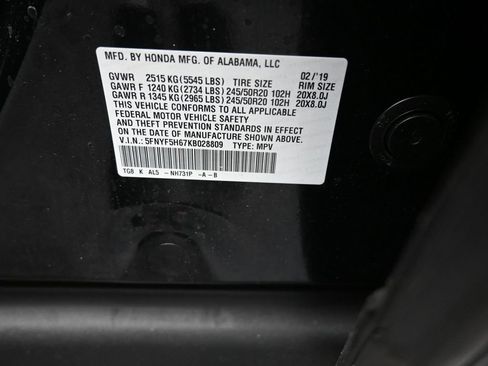 MFD. BY HONDA MFG. OF ALABAMA, LLC
GVWR 2515 KG (5545 LBS) TIRE SIZE 02/'19 RIM SIZE
GAWR F 1240 KG (2734 LBS) 245/50R20 102H 20X8.0J
GAWR R 1345 KG (2965 LBS) 245/50R20 102H 20X8.0J
THIS VEHICLE CONFORMS TO ALL APPLICABLE
FEDERAL MOTOR VEHICLE SAFETY AND
THEFT PREVENTION STANDARDS IN EFFECT
ON THE DATE OF MANUFACTURE SHOWN ABOVE.
V.I.N.: 5FNYF5H67KB028809 TYPE: MPV
TG8 K AL5 -NH731P -A-B